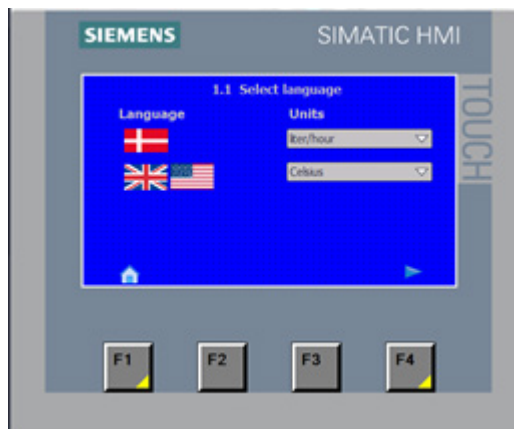 SIEMENS
SIMATIC HMI
TOUCH
1.1 Select language
Language
Units
liter/hour
Celsius
F1
F2
F3
F4